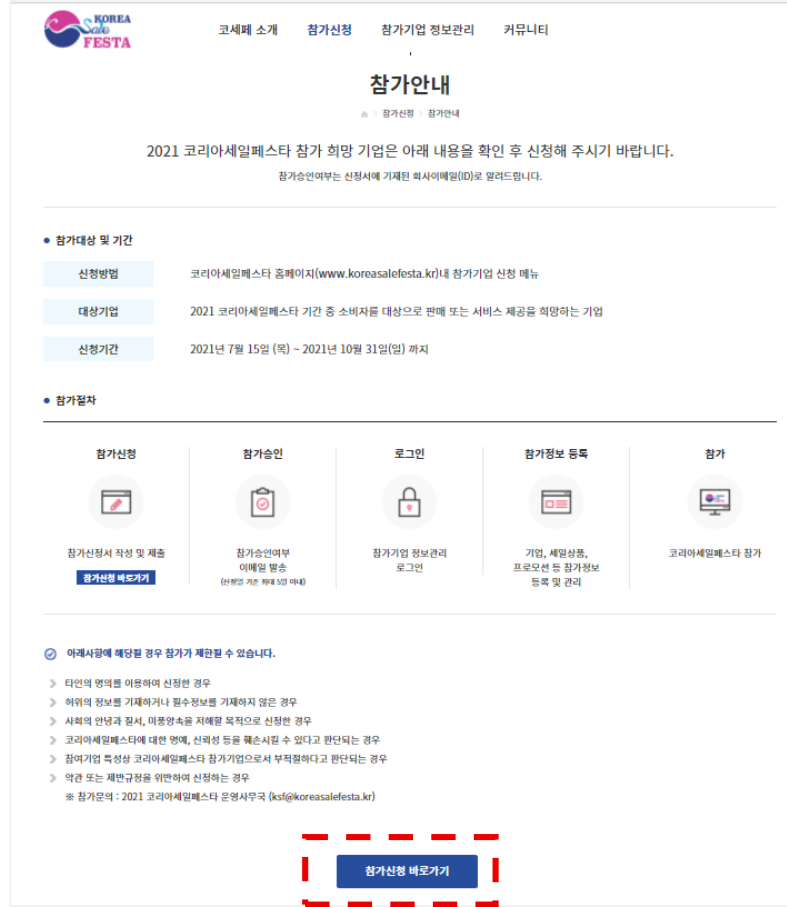 KOREA
Sale
FESTA
코세페 소개 참가신청 참가기업 정보관리 커뮤니티
참가안내
참가신청 참가안내
2021 코리아세일페스타 참가 희망 기업은 아래 내용을 확인 후 신청해 주시기 바랍니다.
참가승인여부는 신청서에 기재된 회사이메일(ID)로 알려드립니다.
참가대상 및 기간
신청방법 코리아세일페스타 홈페이지(www.koreasalefesta.kr)내 참가기업 신청 메뉴
대상기업 2021 코리아세일페스타 기간 중 소비자를 대상으로 판매 또는 서비스 제공을 희망하는 기업
신청기간 2021년 7월 15일 (목) ~ 2021년 10월 31일(일) 까지
참가절차
참가신청 참가승인 로그인 참가정보 등록 참가
참가신청서 작성 및 제출 참가승인여부 참가기업 정보관리 기업, 세일상품, 코리아세일페스타 참가
이메일 발송 로그인 프로모션 등 참가정보
참가신청 바로가기 (신청일 기준 최대 5일 이내) 등록 및 관리
아래사항에 해당될 경우 참가가 제한될 수 있습니다.
타인의 명의를 이용하여 신청한 경우
허위의 정보를 기재하거나 필수정보를 기재하지 않은 경우
사회의 안녕과 질서, 미풍양속을 저해할 목적으로 신청한 경우
코리아세일페스타에 대한 명예, 신뢰성 등을 훼손시킬 수 있다고 판단되는 경우
참여기업 특성상 코리아세일페스타 참가기업으로서 부적절하다고 판단되는 경우
약관 또는 제반규정을 위반하여 신청하는 경우
※ 참가문의 : 2021 코리아세일페스타 운영사무국 (ksf@koreasalefesta.kr)
참가신청 바로가기